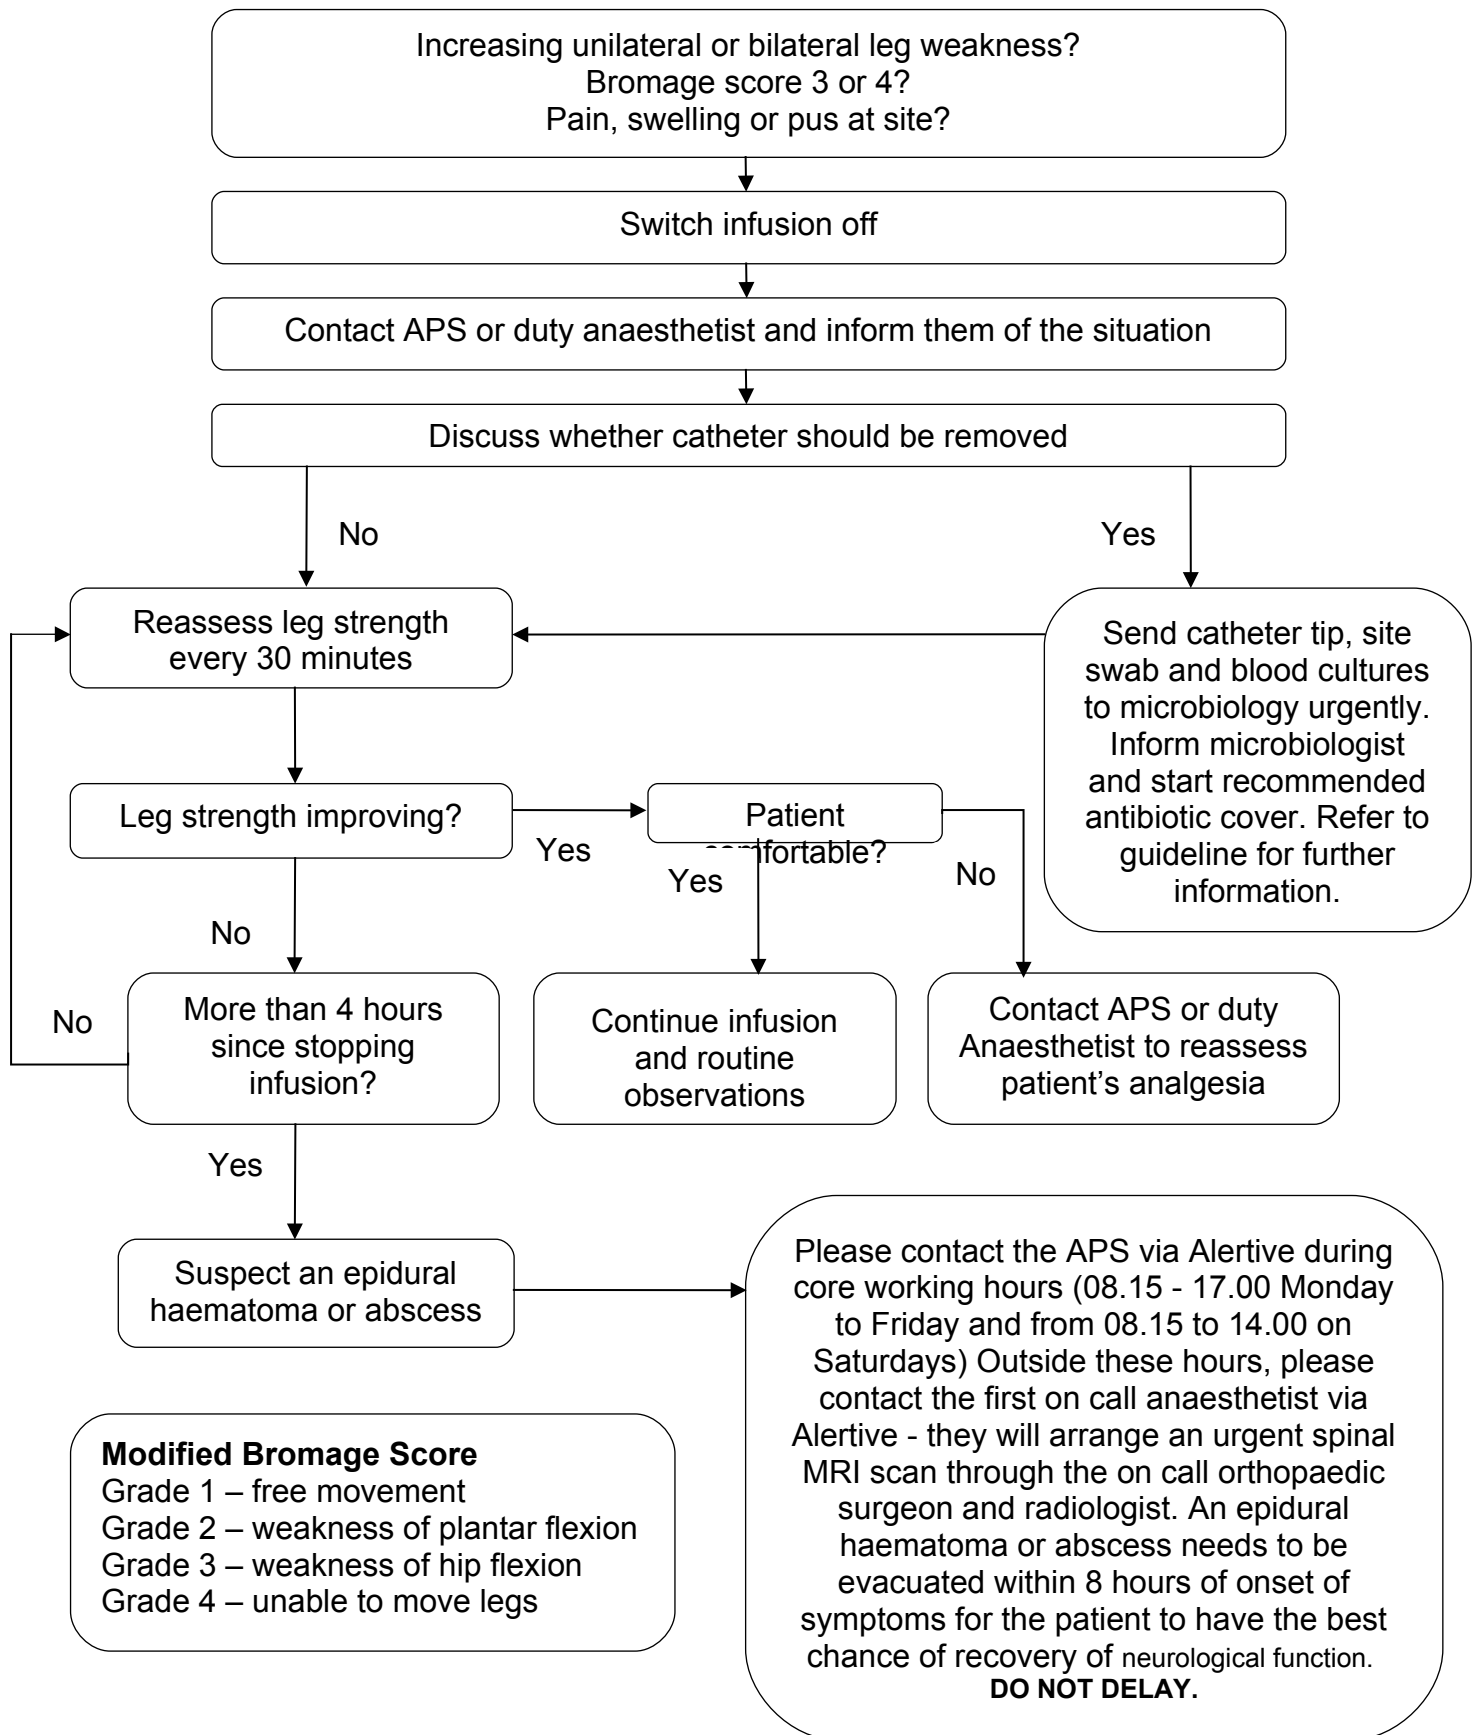 Increasing unilateral or bilateral leg weakness?
Bromage score 3 or 4?
Pain, swelling or pus at site?
Switch infusion off
Contact APS or duty anaesthetist and inform them of the situation
Discuss whether catheter should be removed
No
Yes
Reassess leg strength
every 30 minutes
Send catheter tip, site
swab and blood cultures
to microbiology urgently.
Inform microbiologist
and start recommended
antibiotic cover. Refer to
guideline for further
information.
Leg strength improving?
Yes
Patient
comfortable?
Yes
No
No
No
More than 4 hours
since stopping
infusion?
Continue infusion
and routine
observations
Contact APS or duty
Anaesthetist to reassess
patient's analgesia
Yes
Suspect an epidural
haematoma or abscess
Please contact the APS via Alertive during
core working hours (08.15 - 17.00 Monday
to Friday and from 08.15 to 14.00 on
Saturdays) Outside these hours, please
contact the first on call anaesthetist via
Alertive - they will arrange an urgent spinal
MRI scan through the on call orthopaedic
surgeon and radiologist. An epidural
haematoma or abscess needs to be
evacuated within 8 hours of onset of
symptoms for the patient to have the best
chance of recovery of neurological function.
DO NOT DELAY.
Modified Bromage Score
Grade 1 – free movement
Grade 2 – weakness of plantar flexion
Grade 3 – weakness of hip flexion
Grade 4 – unable to move legs